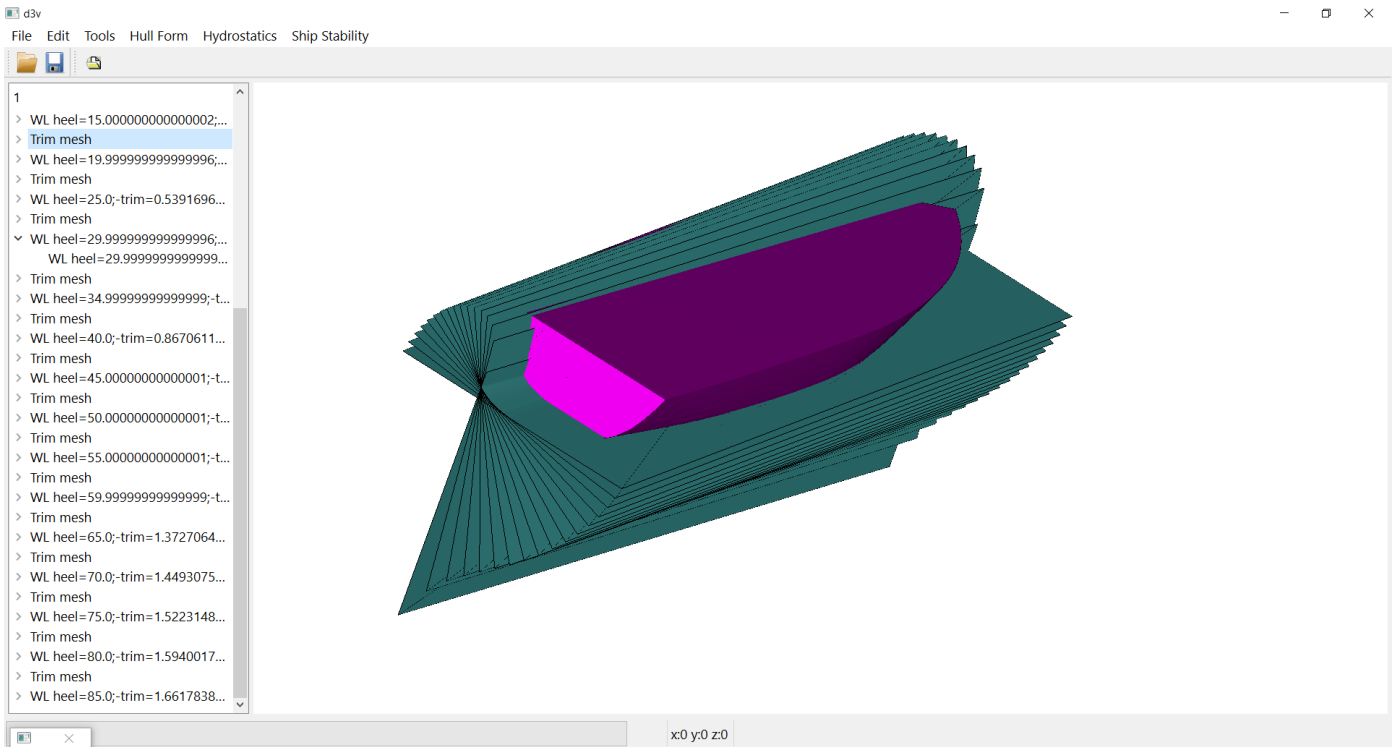 d3v
File Edit Tools Hull Form Hydrostatics Ship Stability
1
WL heel=15.000000000000002;...
Trim mesh
WL heel=19.999999999999996;...
Trim mesh
WL heel=25.0;-trim=0.5391696...
Trim mesh
WL heel=29.999999999999996;...
WL heel=29.9999999999999...
Trim mesh
WL heel=34.99999999999999;-t...
Trim mesh
WL heel=40.0;-trim=0.8670611...
Trim mesh
WL heel=45.00000000000001;-t...
Trim mesh
WL heel=50.00000000000001;-t...
Trim mesh
WL heel=55.00000000000001;-t...
Trim mesh
WL heel=59.99999999999999;-t...
Trim mesh
WL heel=65.0;-trim=1.3727064...
Trim mesh
WL heel=70.0;-trim=1.4493075...
Trim mesh
WL heel=75.0;-trim=1.5223148...
Trim mesh
WL heel=80.0;-trim=1.5940017...
Trim mesh
WL heel=85.0;-trim=1.6617838...
x:0 y:0 z:0